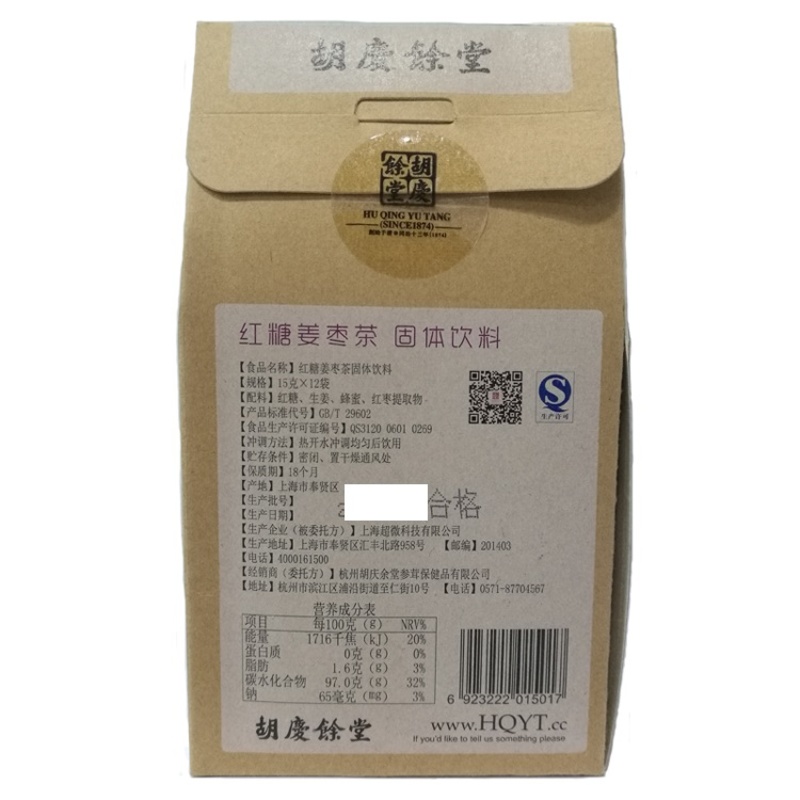 胡慶餘堂
胡慶餘堂
HU QING YU TANG
(SINCE1874)
红糖姜枣茶 固体饮料
【食品名称】红糖姜枣茶固体饮料
【规格】15克×12袋
【配料】红糖、生姜、蜂蜜、红枣提取物
【产品标准代号】GB/T 29602
【食品生产许可证编号】QS3120 0601 0269
【冲调方法】热开水冲调均匀后饮用
【贮存条件】密闭、置干燥通风处
【保质期】18个月
【产地】上海市奉贤区
【生产批号】
【生产日期】
合格
【生产企业（被委托方）】上海超微科技有限公司
【生产地址】上海市奉贤区汇丰北路958号 【邮编】201403
【电话】4000161500
【经销商（委托方）】杭州胡庆余堂参茸保健品有限公司
【地址】杭州市滨江区浦沿街道至仁街10号 【电话】0571-87704567
QS
生产许可
营养成分表
项目 每100克(g) NRV%
能量 1716千焦(kJ) 20%
蛋白质 0克(g) 0%
脂肪 1.6克(g) 3%
碳水化合物 97.0克(g) 32%
钠 65毫克(mg) 3%
6 923222 015017
胡慶餘堂
www.HQYT.cc
If you'd like to tell us something please